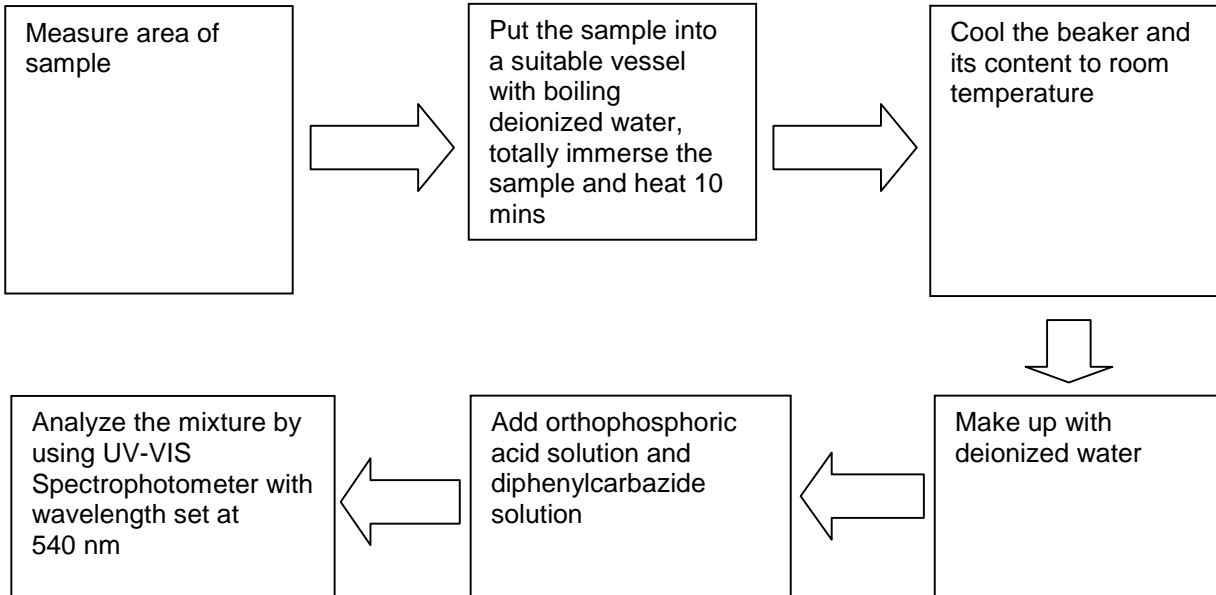 Measure area of
sample
Put the sample into
a suitable vessel
with boiling
deionized water,
totally immerse the
sample and heat 10
mins
Cool the beaker and
its content to room
temperature
Make up with
deionized water
Add orthophosphoric
acid solution and
diphenylcarbazide
solution
Analyze the mixture by
using UV-VIS
Spectrophotometer with
wavelength set at
540 nm